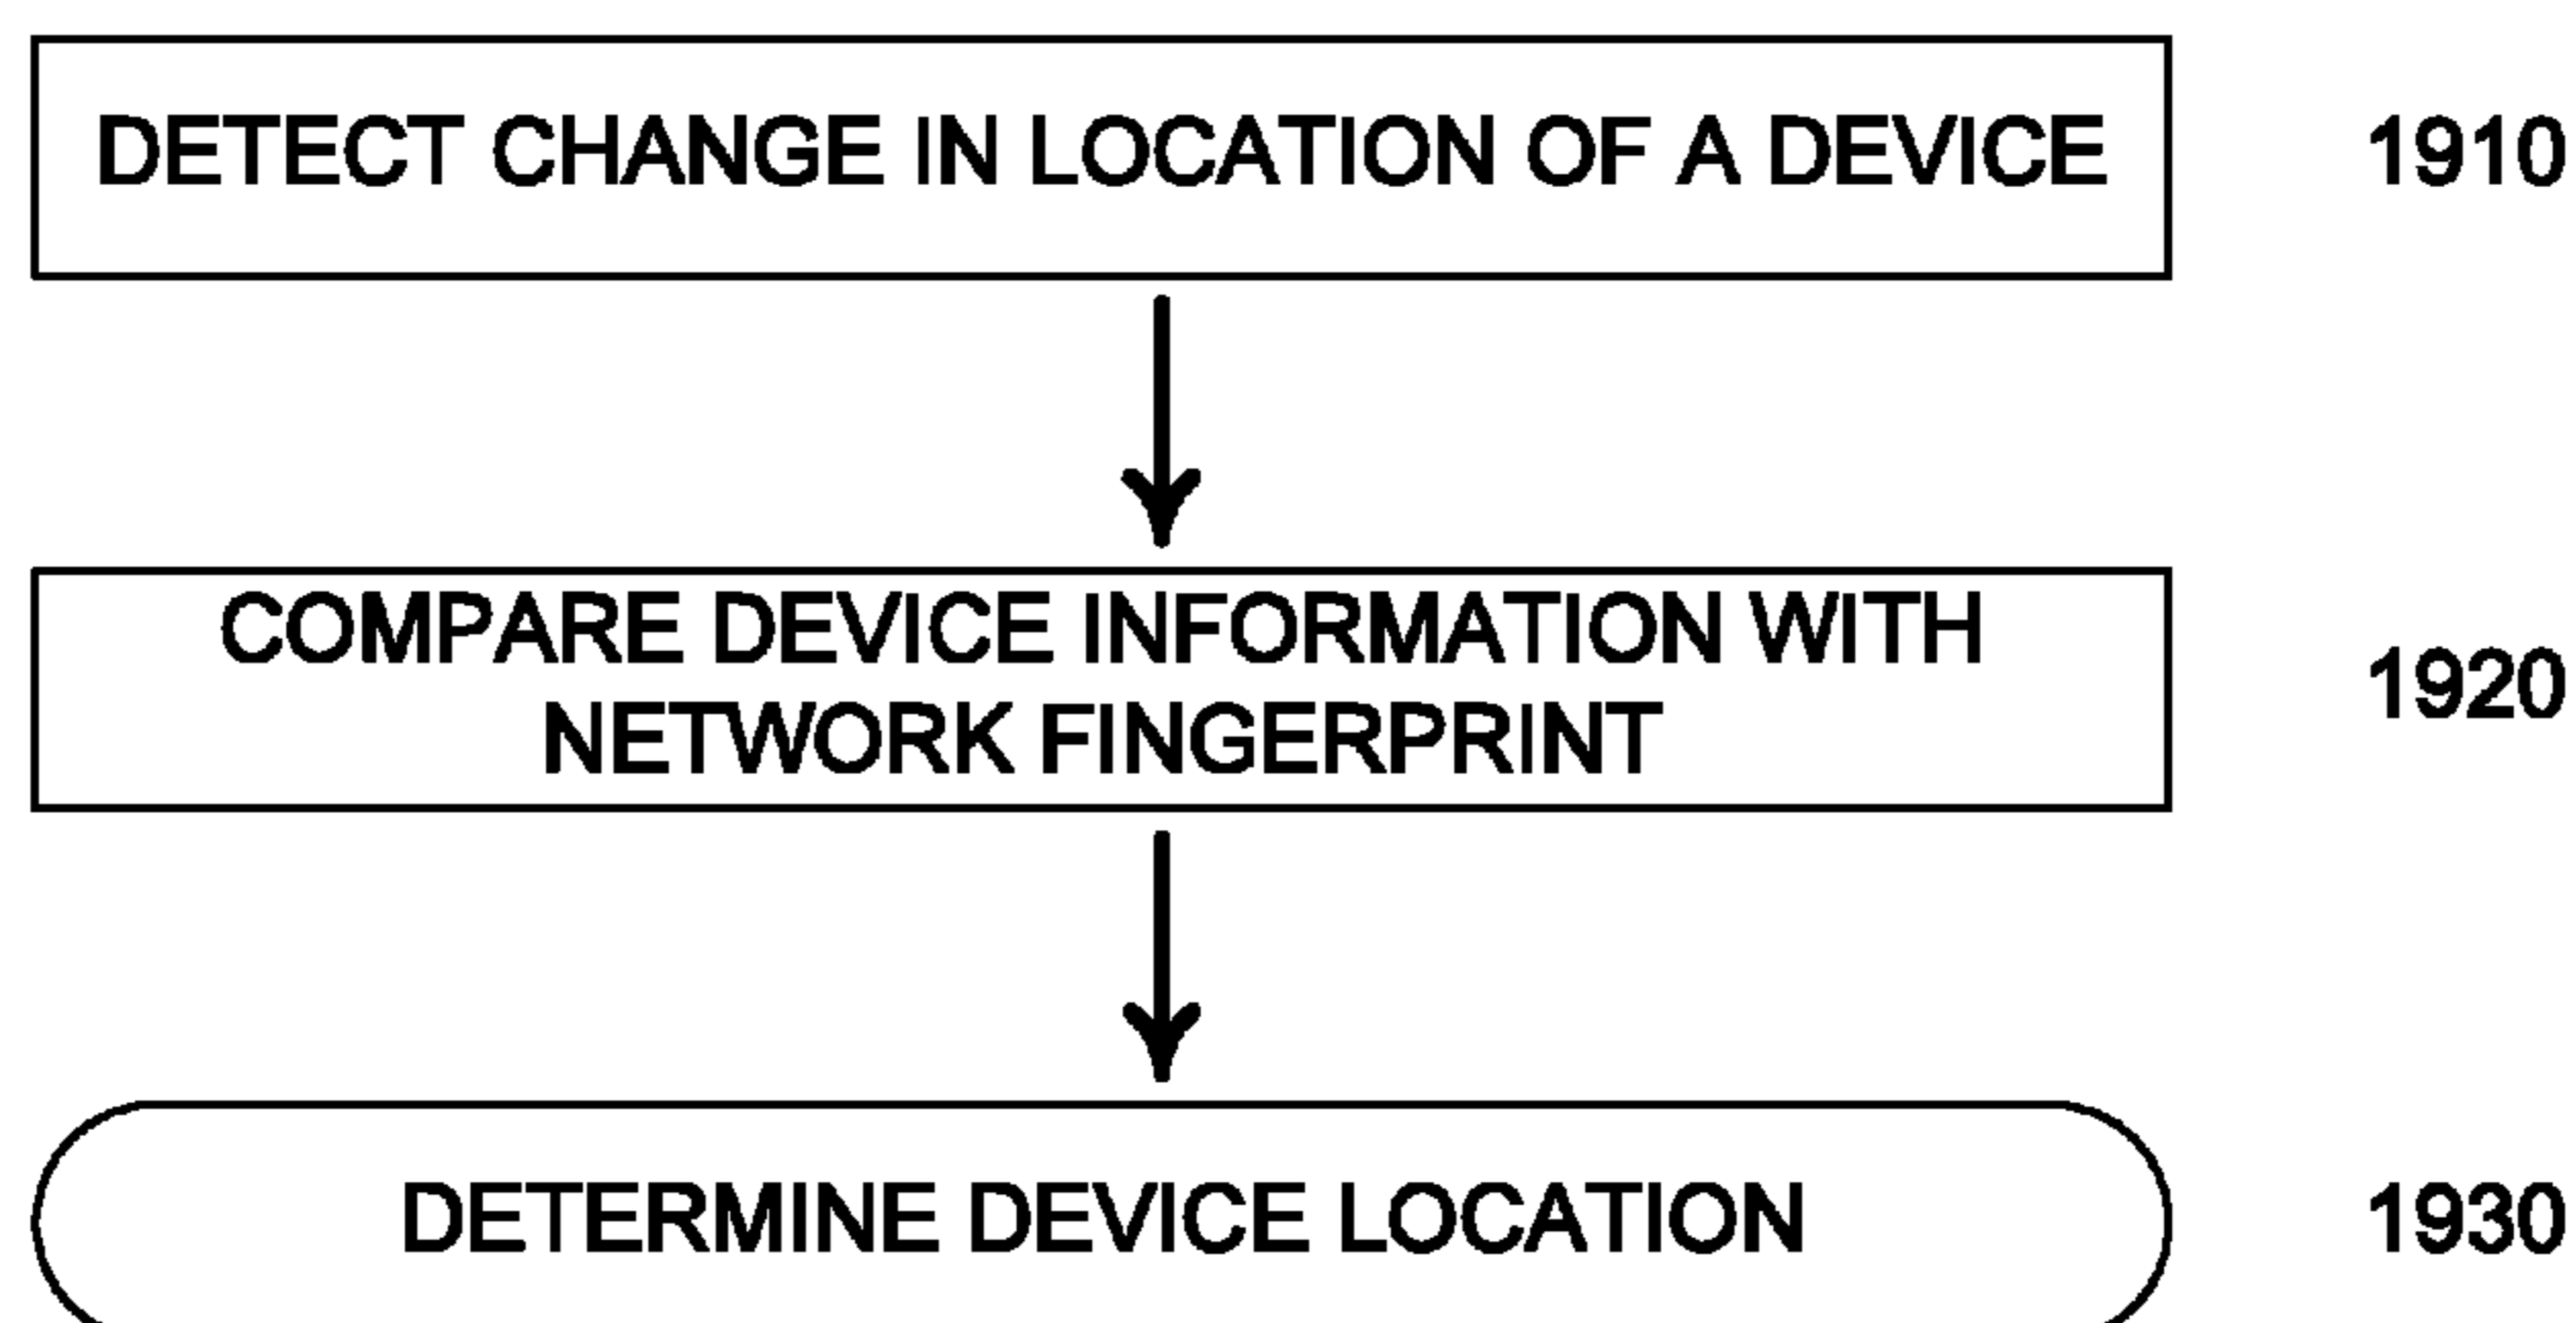 DETECT CHANGE IN LOCATION OF A DEVICE 1910
COMPARE DEVICE INFORMATION WITH
NETWORK FINGERPRINT
1920
DETERMINE DEVICE LOCATION 1930